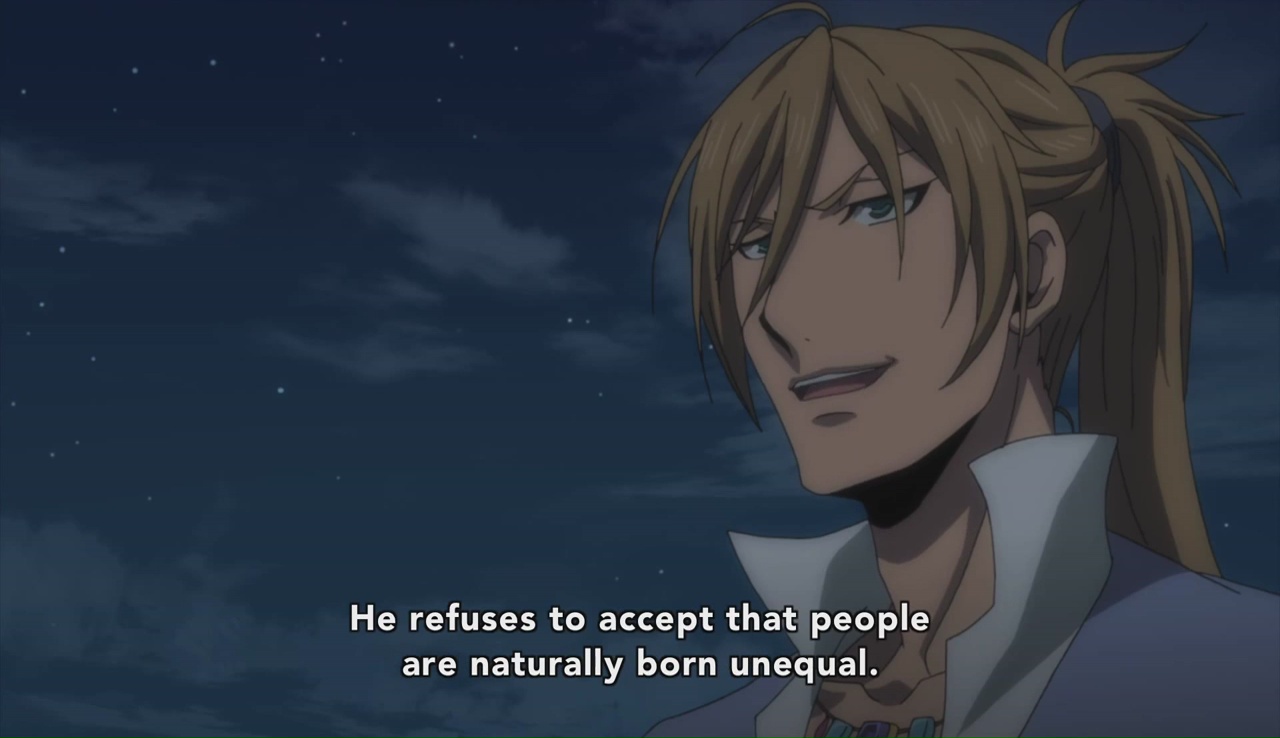 He refuses to accept that people
are naturally born unequal.